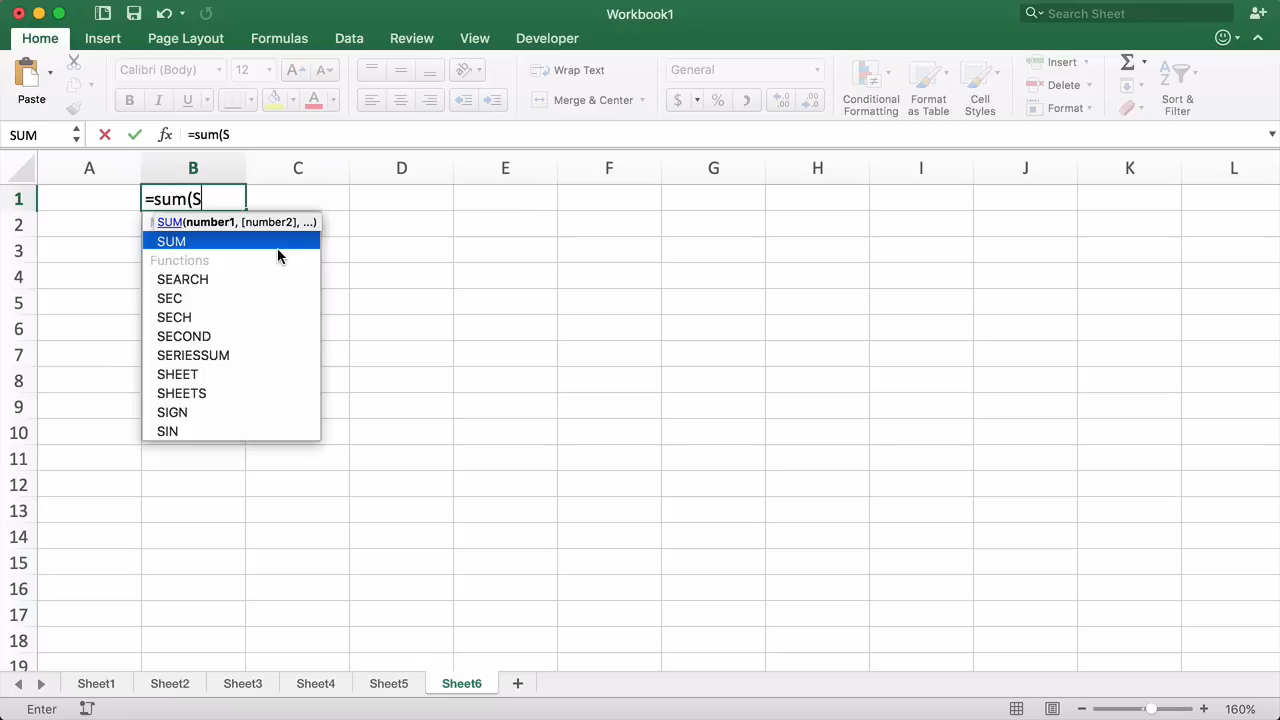 Workbook1
Search Sheet
Home Insert Page Layout Formulas Data Review View Developer
Paste
Calibri (Body) 12 A A
B I U A
Wrap Text
Merge & Center
General
$ % ,
Conditional Formatting
Format as Table
Cell Styles
Insert
Delete
Format
Sort & Filter
SUM fx =sum(S
A B C D E F G H I J K L
1 =sum(S
SUM(number1, [number2], ...)
SUM
Functions
SEARCH
SEC
SECH
SECOND
SERIESSUM
SHEET
SHEETS
SIGN
SIN
2
3
4
5
6
7
8
9
10
11
12
13
14
15
16
17
18
19
Sheet1 Sheet2 Sheet3 Sheet4 Sheet5 Sheet6 +
Enter 160%